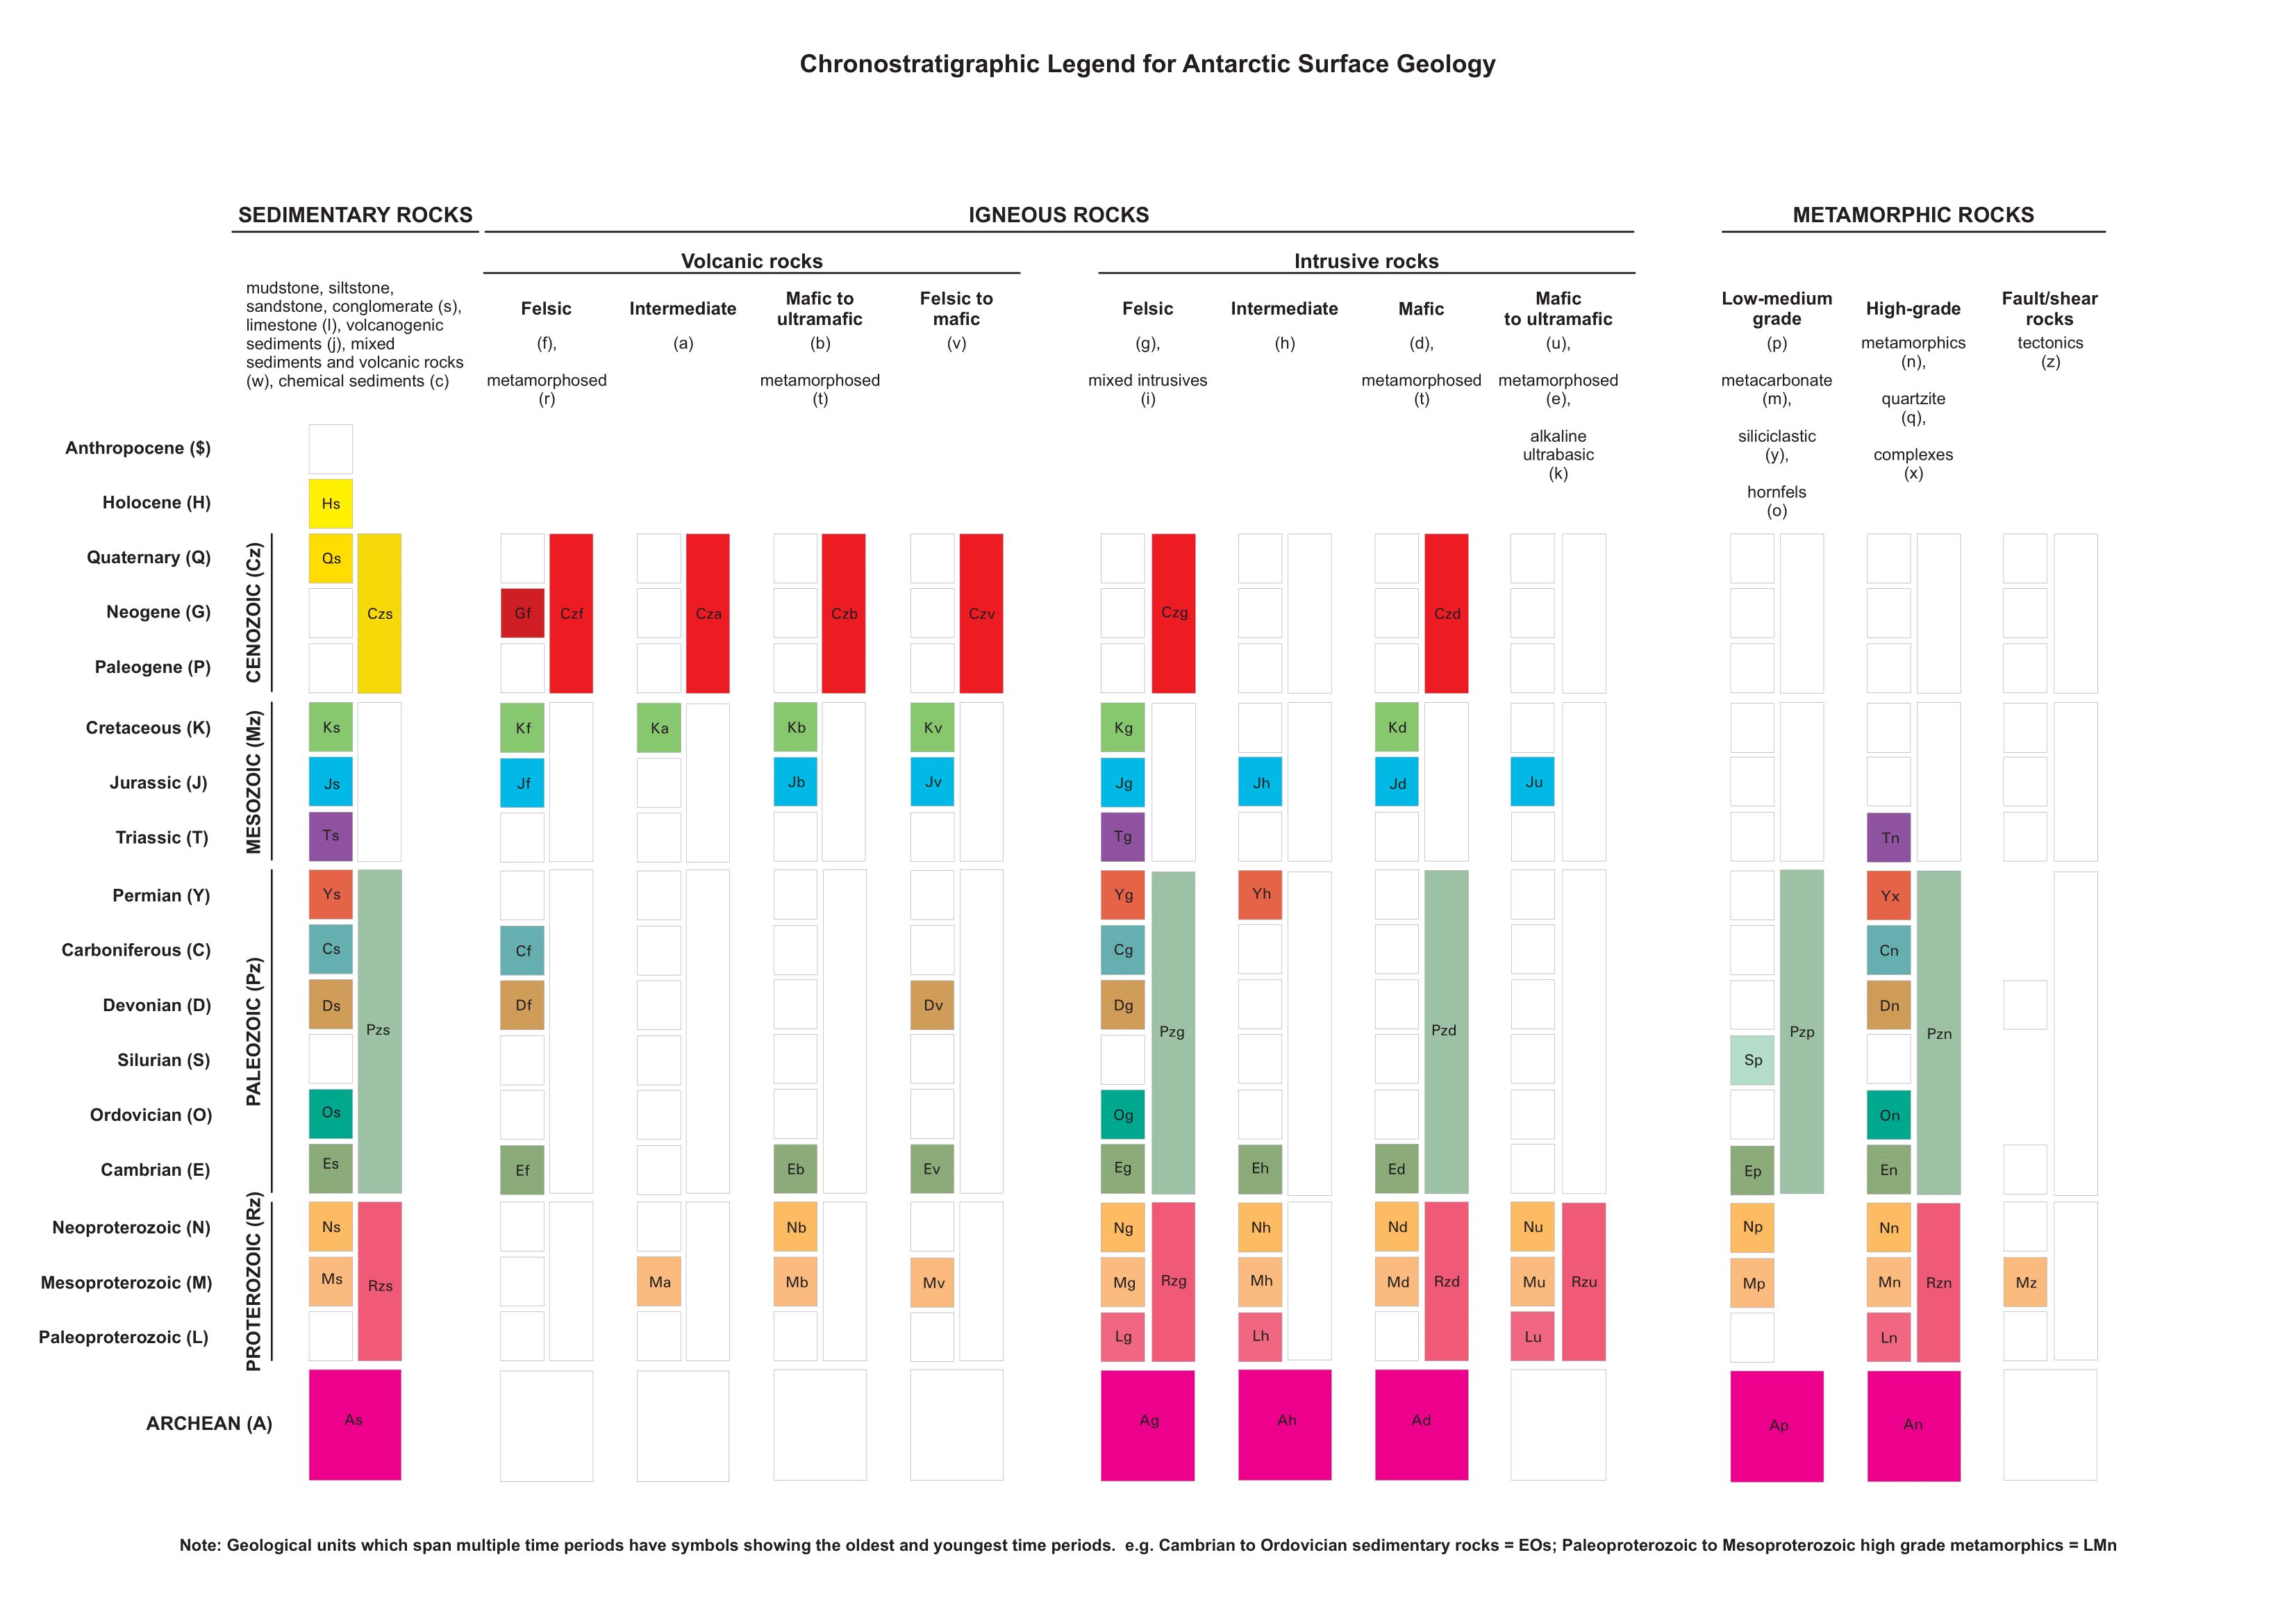 Chronostratigraphic Legend for Antarctic Surface Geology
SEDIMENTARY ROCKS
IGNEOUS ROCKS
METAMORPHIC ROCKS
Volcanic rocks
Intrusive rocks
mudstone, siltstone,
sandstone, conglomerate (s),
limestone (l), volcanogenic
sediments (j), mixed
sediments and volcanic rocks
(w), chemical sediments (c)
Felsic
(f),
metamorphosed
(r)
Intermediate
(a)
Mafic to
ultramafic
(b)
metamorphosed
(t)
Felsic to
mafic
(v)
Felsic
(g),
mixed intrusives
(i)
Intermediate
(h)
Mafic
(d),
metamorphosed
(t)
Mafic
to ultramafic
(u),
metamorphosed
(e),
alkaline
ultrabasic
(k)
Low-medium
grade
(p)
metacarbonate
(m),
siliciclastic
(y),
hornfels
(o)
High-grade
metamorphics
(n),
quartzite
(q),
complexes
(x)
Fault/shear
rocks
tectonics
(z)
Anthropocene ($)
Holocene (H) Hs
CENOZOIC (Cz)
Quaternary (Q) Qs
Neogene (G) Czs Gf Czf Cza Czb Czv Czg Czd
Paleogene (P)
MESOZOIC (Mz)
Cretaceous (K) Ks Kf Ka Kb Kv Kg Kd
Jurassic (J) Js Jf Jb Jv Jg Jh Jd Ju
Triassic (T) Ts Tg Tn
PALEOZOIC (Pz)
Permian (Y) Ys Yg Yh Yx
Carboniferous (C) Cs Cf Cg Cn
Devonian (D) Ds Df Dv Dg Dn
Pzs Pzg Pzd Pzp Pzn
Silurian (S) Sp
Ordovician (O) Os Og On
Cambrian (E) Es Ef Eb Ev Eg Eh Ed Ep En
PROTEROZOIC (Rz)
Neoproterozoic (N) Ns Nb Ng Nh Nd Nu Np Nn
Mesoproterozoic (M) Ms Rzs Ma Mb Mv Mg Rzg Mh Md Rzd Mu Rzu Mp Mn Rzn Mz
Paleoproterozoic (L) Lg Lh Lu Ln
ARCHEAN (A) As Ag Ah Ad Ap An
Note: Geological units which span multiple time periods have symbols showing the oldest and youngest time periods. e.g. Cambrian to Ordovician sedimentary rocks = EOs; Paleoproterozoic to Mesoproterozoic high grade metamorphics = LMn